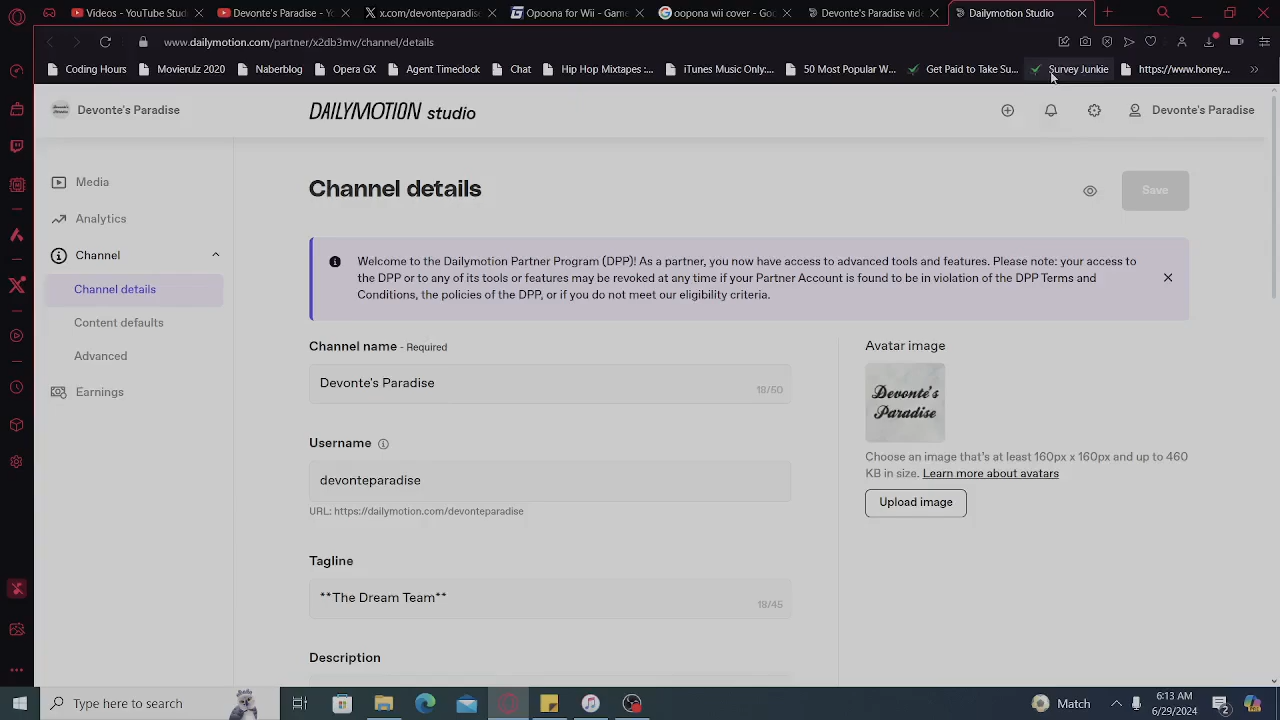 Videos - YouTube Stud
Devonte's Paradise - Y
x.com/devonteparadis
Opoona for Wii - Gam
oopona wii cover - Goo
Devonte's Paradise vid
Dailymotion Studio
www.dailymotion.com/partner/x2db3mv/channel/details
Coding Hours
Movierulz 2020
Naberblog
Opera GX
Agent Timeclock
Chat
Hip Hop Mixtapes :...
iTunes Music Only:...
50 Most Popular W...
Get Paid to Take Su...
Survey Junkie
https://www.honey...
Devonte's Paradise
DAILYMOTION studio
Devonte's Paradise
Media
Analytics
Channel
Channel details
Content defaults
Advanced
Earnings
Channel details
Save
Welcome to the Dailymotion Partner Program (DPP)! As a partner, you now have access to advanced tools and features. Please note: your access
to the DPP or to any of its tools or features may be revoked at any time if your Partner Account is found to be in violation of the DPP Terms and
Conditions, the policies of the DPP, or if you do not meet our eligibility criteria.
Channel name - Required
Devonte's Paradise
18/50
Username
devonteparadise
URL: https://dailymotion.com/devonteparadise
Tagline
**The Dream Team**
18/45
Description
Avatar image
Devonte's
Paradise
Choose an image that's at least 160px x 160px and up to 460
KB in size. Learn more about avatars
Upload image
Type here to search
Match
6:13 AM
6/29/2024
2